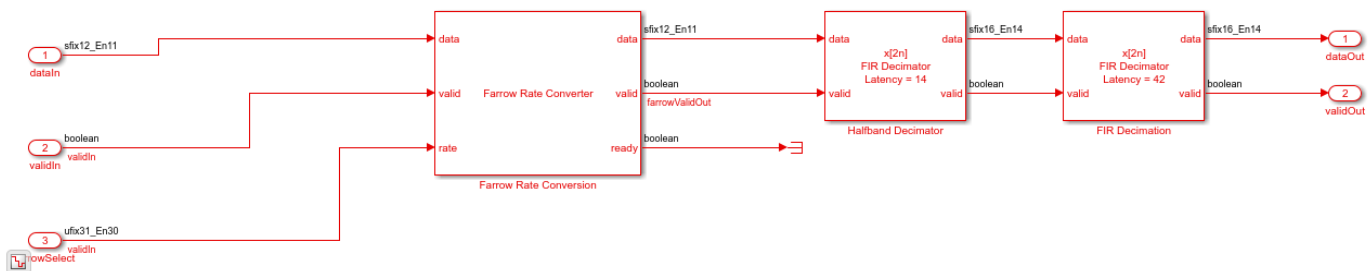 1
sfix12_En11
dataIn
2
boolean
validIn
validIn
3
ufix31_En30
validIn
rowSelect
data
valid
rate
Farrow Rate Converter
data
valid
ready
Farrow Rate Conversion
sfix12_En11
boolean
farrowValidOut
boolean
data
valid
x[2n]
FIR Decimator
Latency = 14
data
valid
Halfband Decimator
sfix16_En14
boolean
data
valid
x[2n]
FIR Decimator
Latency = 42
data
valid
FIR Decimation
sfix16_En14
boolean
1
dataOut
2
validOut